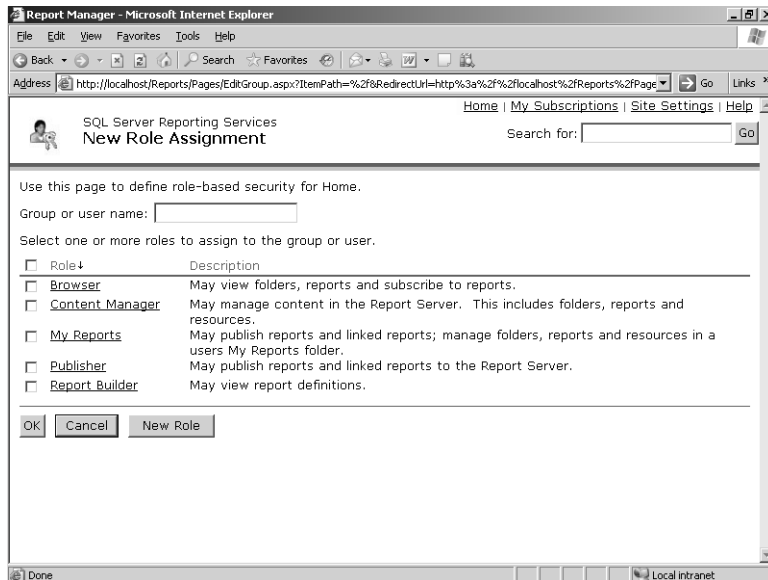 Report Manager - Microsoft Internet Explorer
File Edit View Favorites Tools Help
Back Search Favorites
Address http://localhost/Reports/Pages/EditGroup.aspx?ItemPath=%2f&RedirectUrl=http%3a%2f%2flocalhost%2fReports%2fPage Go Links
Home | My Subscriptions | Site Settings | Help
SQL Server Reporting Services
New Role Assignment
Search for: Go
Use this page to define role-based security for Home.
Group or user name:
Select one or more roles to assign to the group or user.
Role↓ Description
Browser May view folders, reports and subscribe to reports.
Content Manager May manage content in the Report Server. This includes folders, reports and
resources.
My Reports May publish reports and linked reports; manage folders, reports and resources in a
users My Reports folder.
Publisher May publish reports and linked reports to the Report Server.
Report Builder May view report definitions.
OK Cancel New Role
Done Local intranet